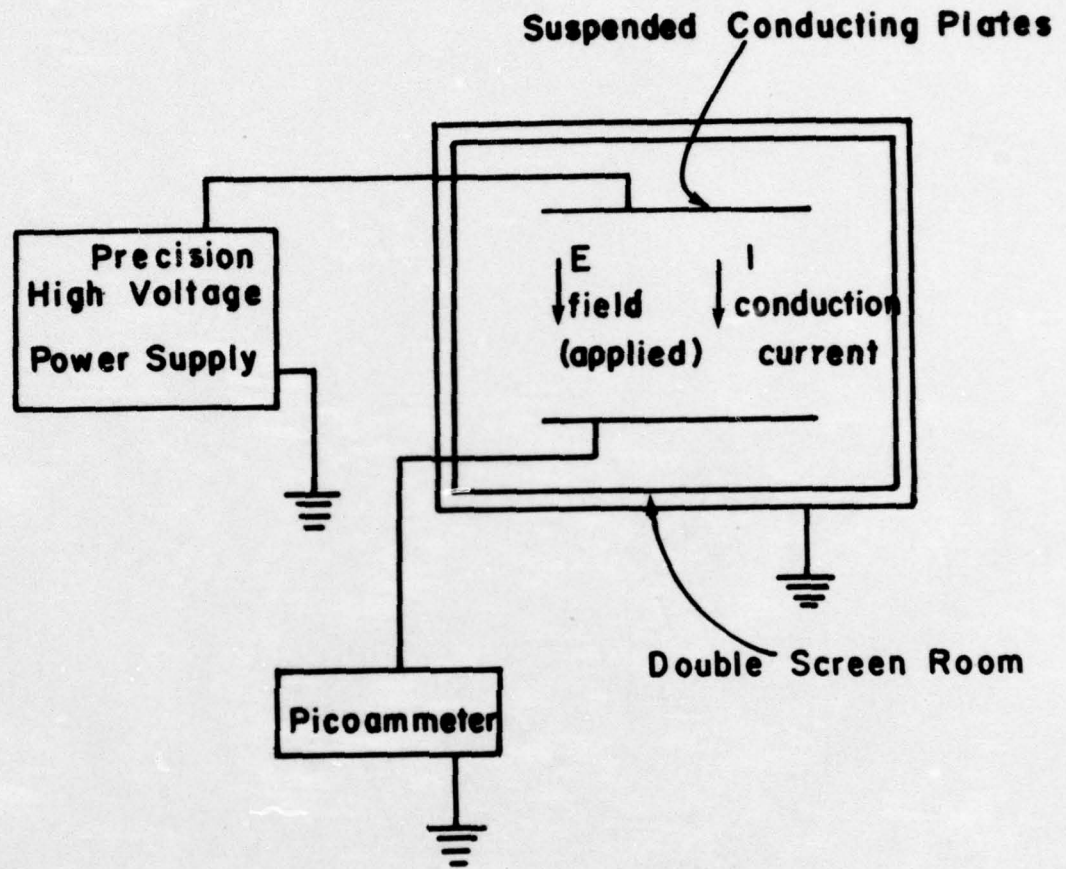 Suspended Conducting Plates
Precision
High Voltage
Power Supply
E
field
(applied)
I
conduction
current
Double Screen Room
Picoammeter